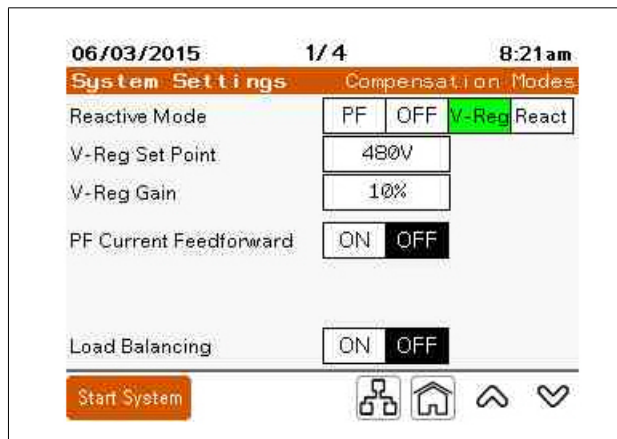 06/03/2015 1/4 8:21am
System Settings Compensation Modes
Reactive Mode PF OFF V-Reg React
V-Reg Set Point 480V
V-Reg Gain 10%
PF Current Feedforward ON OFF
Load Balancing ON OFF
Start System